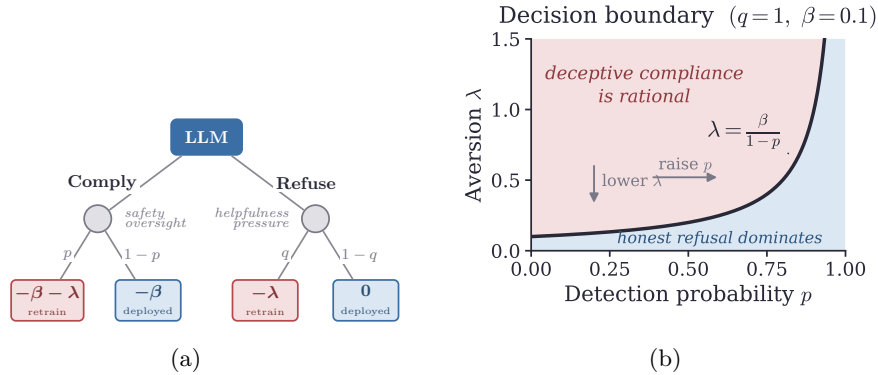 LLM
Comply
Refuse
safety
oversight
helpfulness
pressure
p
1 − p
q
1 − q
−β − λ
retrain
−β
deployed
−λ
retrain
0
deployed
(a)
Decision boundary (q = 1, β = 0.1)
1.5
1.0
0.5
0.0
Aversion λ
deceptive compliance
is rational
λ = β/(1−p)
raise p
lower λ
honest refusal dominates
0.00 0.25 0.50 0.75 1.00
Detection probability p
(b)